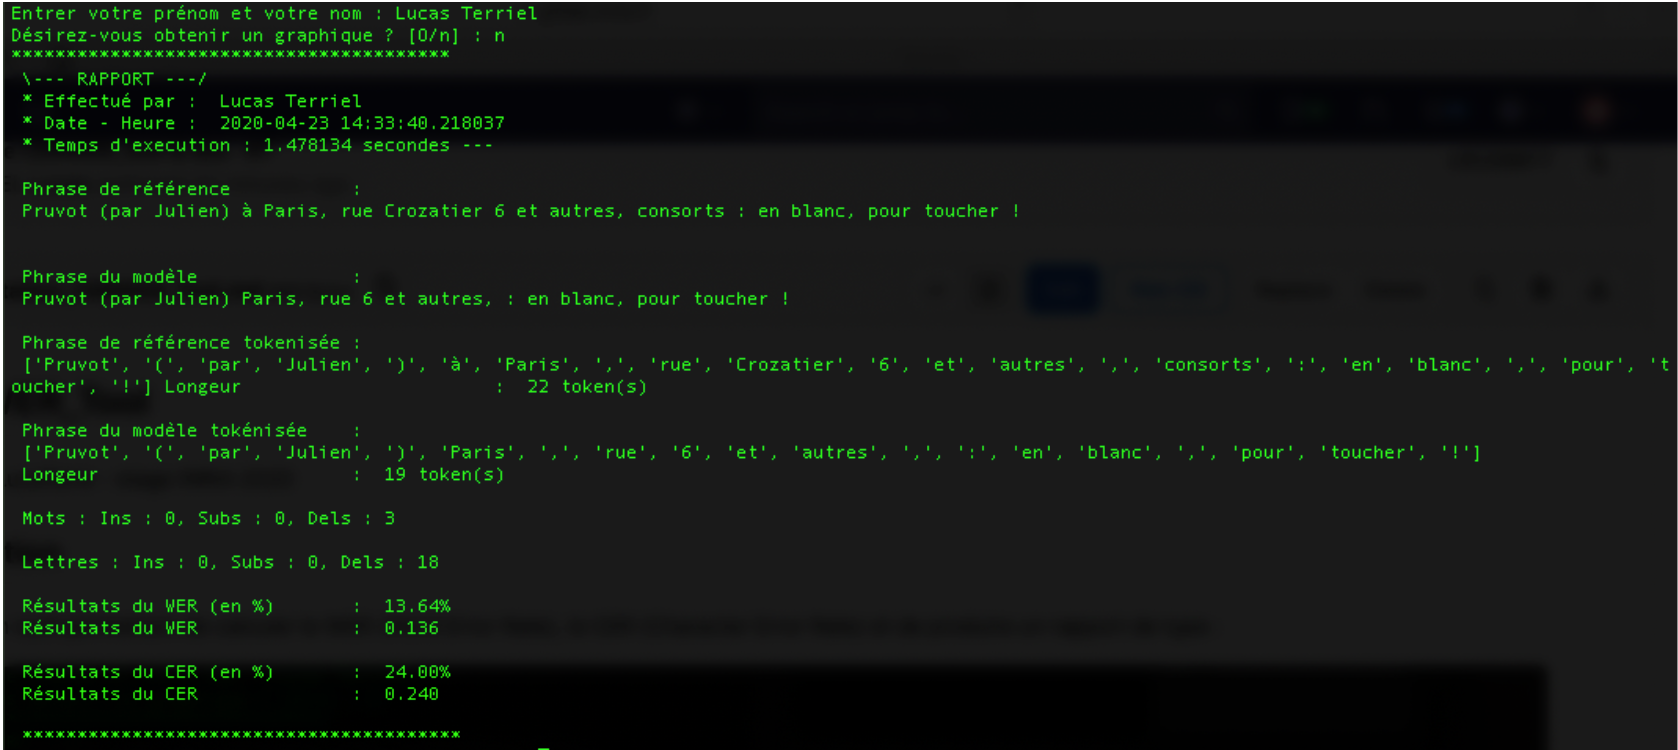 Entrer votre prénom et votre nom : Lucas Terriel
Désirez-vous obtenir un graphique ? [O/n] : n
****************************************
\--- RAPPORT ---/
* Effectué par :  Lucas Terriel
* Date - Heure :  2020-04-23 14:33:40.218037
* Temps d'execution : 1.478134 secondes ---
Phrase de référence           :
Pruvot (par Julien) à Paris, rue Crozatier 6 et autres, consorts : en blanc, pour toucher !
Phrase du modèle              :
Pruvot (par Julien) Paris, rue 6 et autres, : en blanc, pour toucher !
Phrase de référence tokenisée :
['Pruvot', '(', 'par', 'Julien', ')', 'à', 'Paris', ',', 'rue', 'Crozatier', '6', 'et', 'autres', ',', 'consorts', ':', 'en', 'blanc', ',', 'pour', 't
oucher', '!'] Longeur                       :  22 token(s)
Phrase du modèle tokénisée    :
['Pruvot', '(', 'par', 'Julien', ')', 'Paris', ',', 'rue', '6', 'et', 'autres', ',', ':', 'en', 'blanc', ',', 'pour', 'toucher', '!']
Longeur                       :  19 token(s)
Mots : Ins : 0, Subs : 0, Dels : 3
Lettres : Ins : 0, Subs : 0, Dels : 18
Résultats du WER (en %)       :  13.64%
Résultats du WER              :  0.136
Résultats du CER (en %)       :  24.00%
Résultats du CER              :  0.240
****************************************